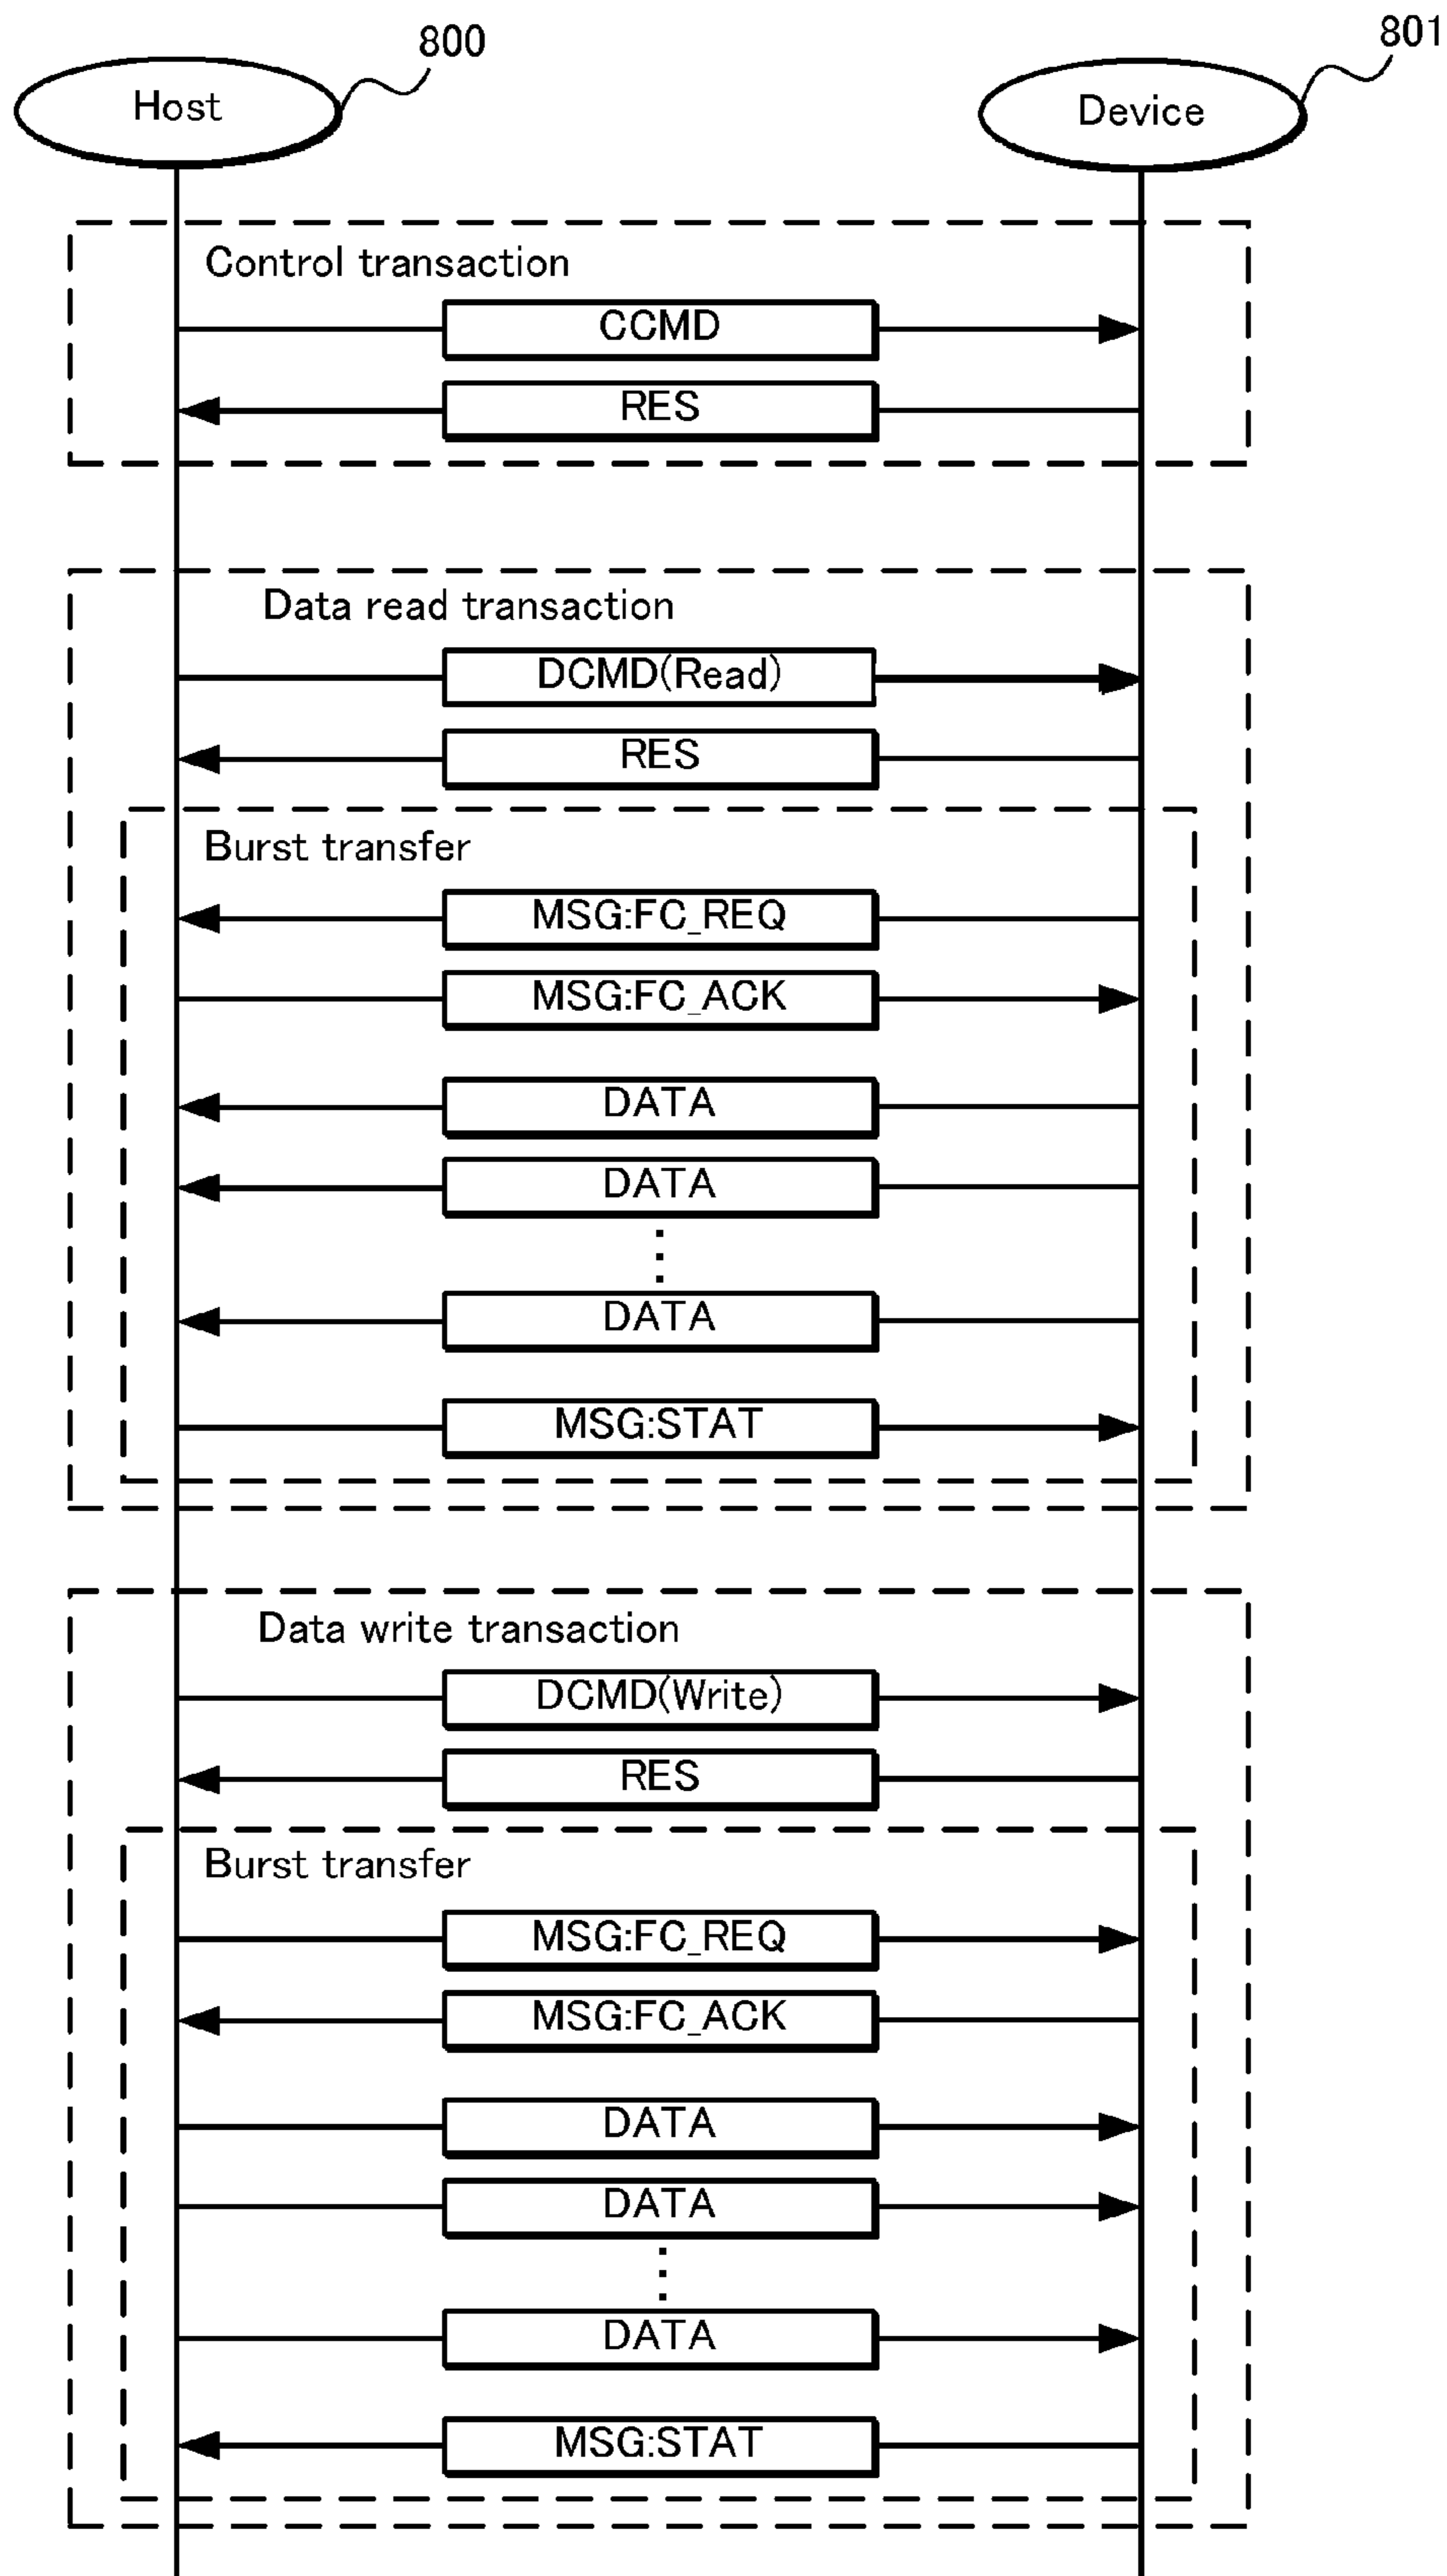 800
801
Host
Device
Control transaction
CCMD
RES
Data read transaction
DCMD(Read)
RES
Burst transfer
MSG:FC_REQ
MSG:FC_ACK
DATA
DATA
DATA
MSG:STAT
Data write transaction
DCMD(Write)
RES
Burst transfer
MSG:FC_REQ
MSG:FC_ACK
DATA
DATA
DATA
MSG:STAT